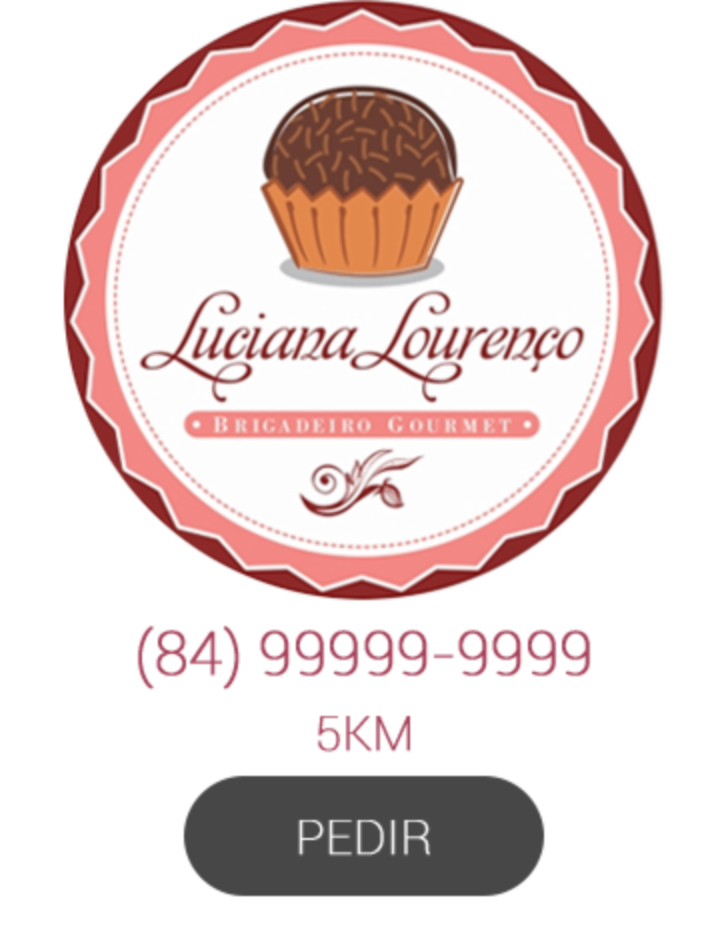 Luciana Lourenço
• BRIGADEIRO GOURMET •
(84) 99999-9999
5KM
PEDIR